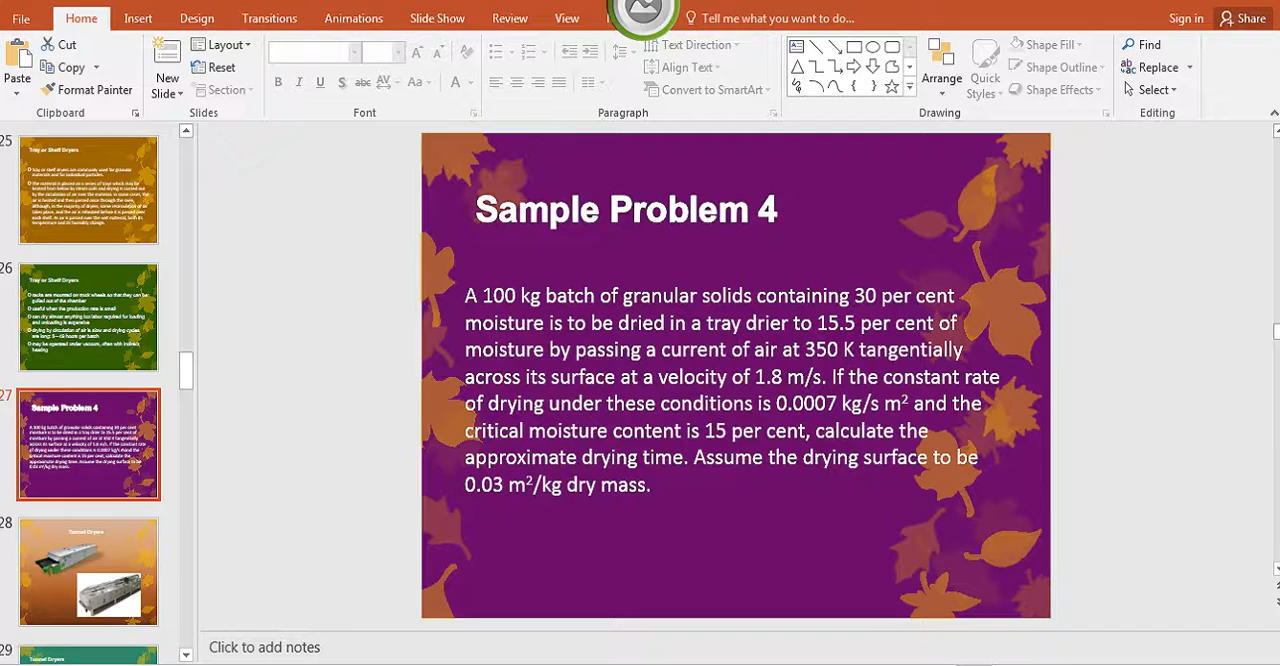 File Home Insert Design Transitions Animations Slide Show Review View Tell me what you want to do... Sign in Share
Cut Layout Text Direction Shape Fill Find
Copy Reset Align Text Shape Outline Replace
Paste New Arrange Quick
Format Painter Slides Section B I U S abc AV Aa A Convert to SmartArt Styles Shape Effects Select
Clipboard Slides Font Paragraph Drawing Editing
25
Tray or Shelf Dryers
26
Tray or Shelf Dryers
27
Sample Problem 4
28
Tunnel Dryers
29
Tunnel Dryers
Sample Problem 4
A 100 kg batch of granular solids containing 30 per cent
moisture is to be dried in a tray drier to 15.5 per cent of
moisture by passing a current of air at 350 K tangentially
across its surface at a velocity of 1.8 m/s. If the constant rate
of drying under these conditions is 0.0007 kg/s m² and the
critical moisture content is 15 per cent, calculate the
approximate drying time. Assume the drying surface to be
0.03 m²/kg dry mass.
Click to add notes